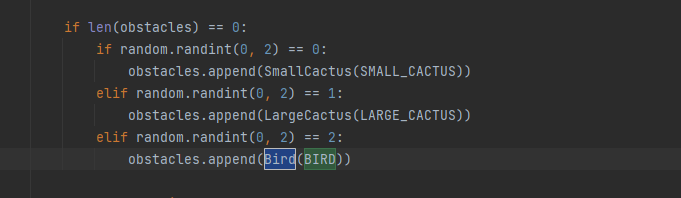 if len(obstacles) == 0:
    if random.randint(0, 2) == 0:
        obstacles.append(SmallCactus(SMALL_CACTUS))
    elif random.randint(0, 2) == 1:
        obstacles.append(LargeCactus(LARGE_CACTUS))
    elif random.randint(0, 2) == 2:
        obstacles.append(Bird(BIRD))